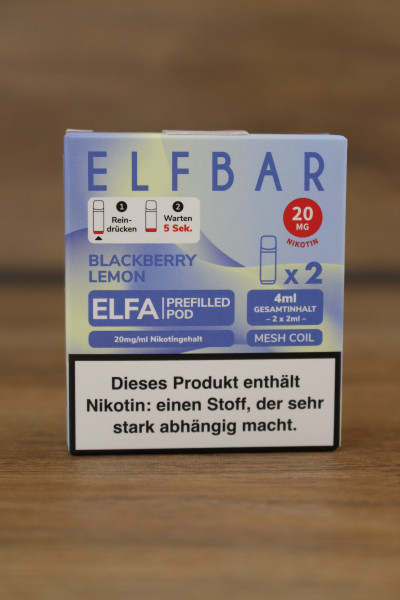 ELFBAR
1
Rein-
drücken
2
Warten
5 Sek.
20
MG
NIKOTIN
BLACKBERRY
LEMON
x 2
ELFA
PREFILLED
POD
4ml
GESAMTINHALT
– 2 x 2ml –
20mg/ml Nikotingehalt
MESH COIL
Dieses Produkt enthält
Nikotin: einen Stoff, der sehr
stark abhängig macht.